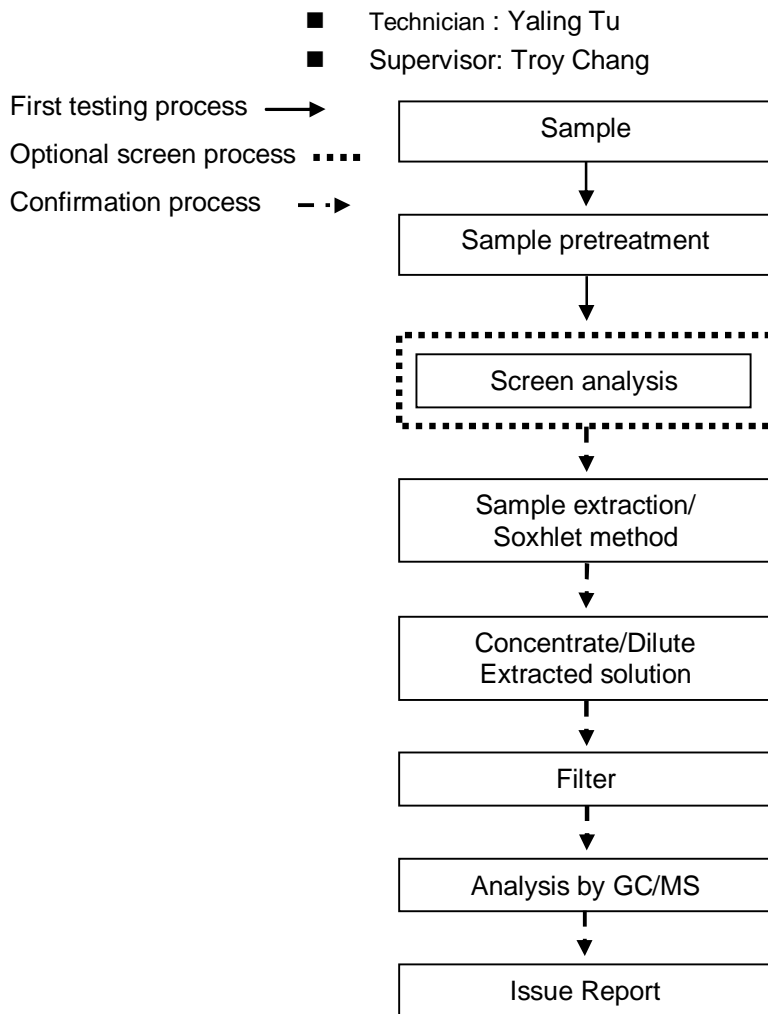 ■ Technician : Yaling Tu
■ Supervisor: Troy Chang
First testing process
Optional screen process
Confirmation process
Sample
Sample pretreatment
Screen analysis
Sample extraction/
Soxhlet method
Concentrate/Dilute
Extracted solution
Filter
Analysis by GC/MS
Issue Report